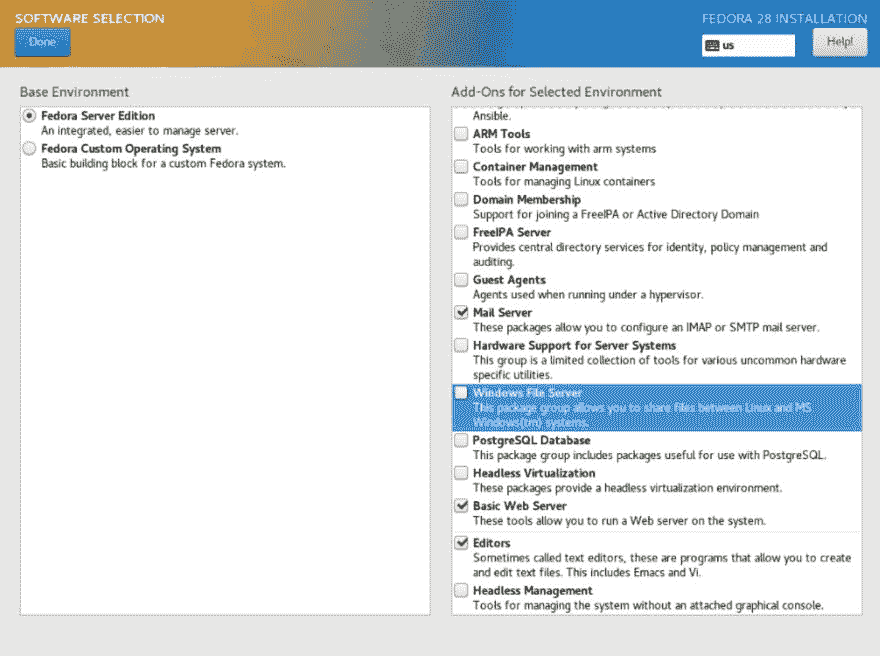 SOFTWARE SELECTION
FEDORA 28 INSTALLATION
Done
us
Help!
Base Environment
Fedora Server Edition
An integrated, easier to manage server.
Fedora Custom Operating System
Basic building block for a custom Fedora system.
Add-Ons for Selected Environment
Ansible.
ARM Tools
Tools for working with arm systems
Container Management
Tools for managing Linux containers
Domain Membership
Support for joining a FreeIPA or Active Directory Domain
FreeIPA Server
Provides central directory services for identity, policy management and
auditing.
Guest Agents
Agents used when running under a hypervisor.
Mail Server
These packages allow you to configure an IMAP or SMTP mail server.
Hardware Support for Server Systems
This group is a limited collection of tools for various uncommon hardware
specific utilities.
Windows File Server
This package group allows you to share files between Linux and MS
Windows(tm) systems.
PostgreSQL Database
This package group includes packages useful for use with PostgreSQL.
Headless Virtualization
These packages provide a headless virtualization environment.
Basic Web Server
These tools allow you to run a Web server on the system.
Editors
Sometimes called text editors, these are programs that allow you to create
and edit text files. This includes Emacs and Vi.
Headless Management
Tools for managing the system without an attached graphical console.